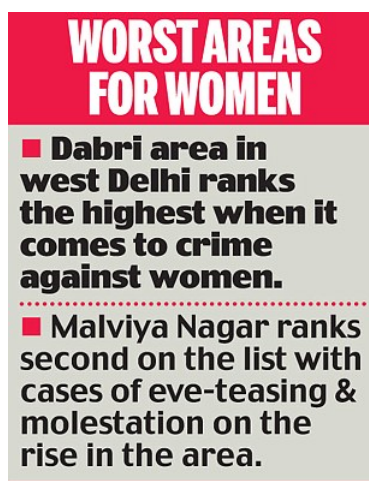 WORST AREAS
FOR WOMEN
■ Dabri area in
west Delhi ranks
the highest when it
comes to crime
against women.
■ Malviya Nagar ranks
second on the list with
cases of eve-teasing &
molestation on the
rise in the area.